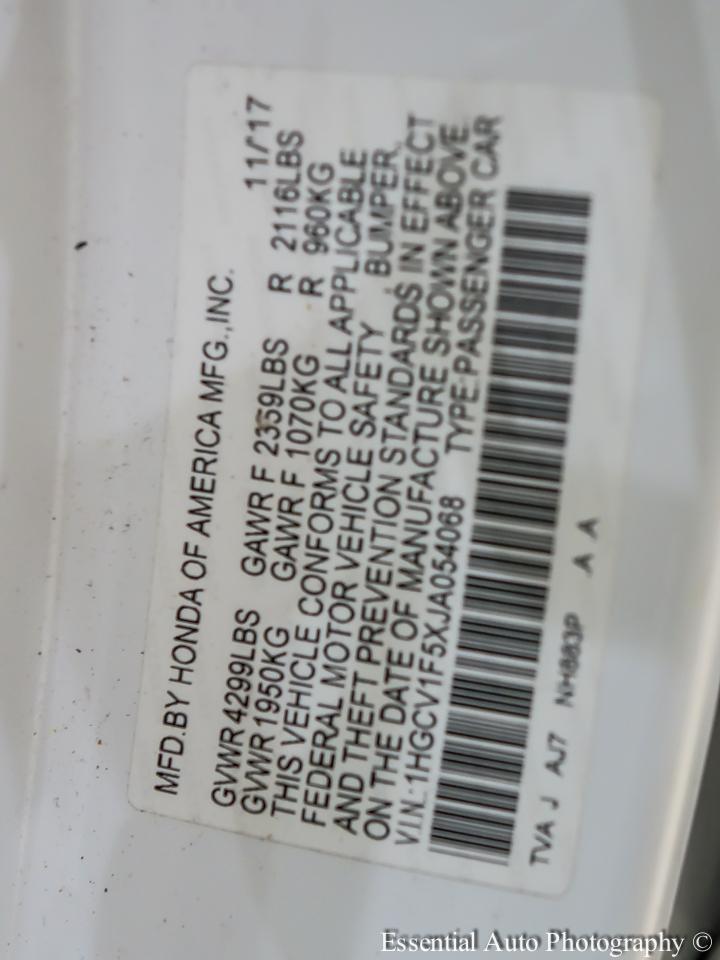 MFD.BY HONDA OF AMERICA MFG.,INC. 11/17
GVWR 4299LBS GAWR F 2359LBS R 2116LBS
GVWR 1950KG GAWR F 1070KG R 960KG
THIS VEHICLE CONFORMS TO ALL APPLICABLE
FEDERAL MOTOR VEHICLE SAFETY BUMPER,
AND THEFT PREVENTION STANDARDS IN EFFECT
ON THE DATE OF MANUFACTURE SHOWN ABOVE.
VIN.:1HGCV1F5XJA054068 TYPE:PASSENGER CAR
TVA J AJ7 NH883P A A
Essential Auto Photography ©